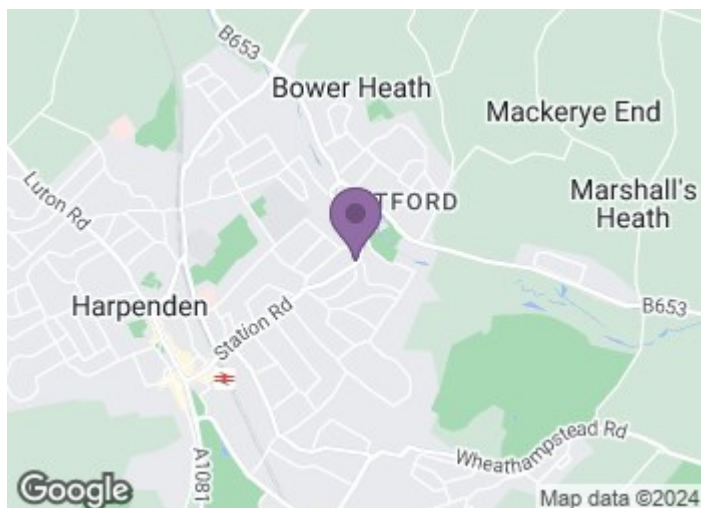 B653
Bower Heath
Mackerye End
Luton Rd
TFORD
Marshall's
Heath
Harpenden
Station Rd
B653
Wheathampstead Rd
A1081
Google
Map data ©2024